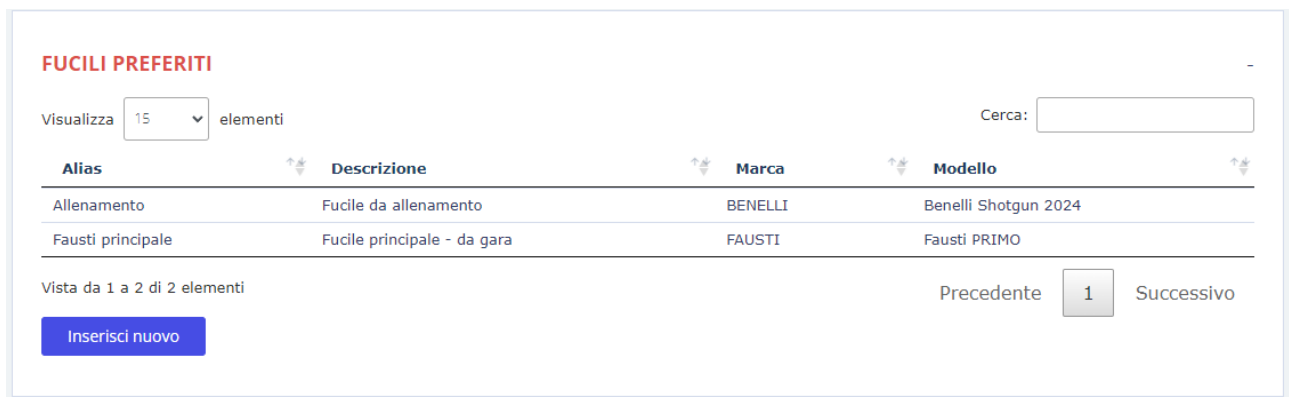 FUCILI PREFERITI
-
Visualizza 15 elementi
Cerca:
Alias Descrizione Marca Modello
Allenamento Fucile da allenamento BENELLI Benelli Shotgun 2024
Fausti principale Fucile principale - da gara FAUSTI Fausti PRIMO
Vista da 1 a 2 di 2 elementi
Precedente 1 Successivo
Inserisci nuovo